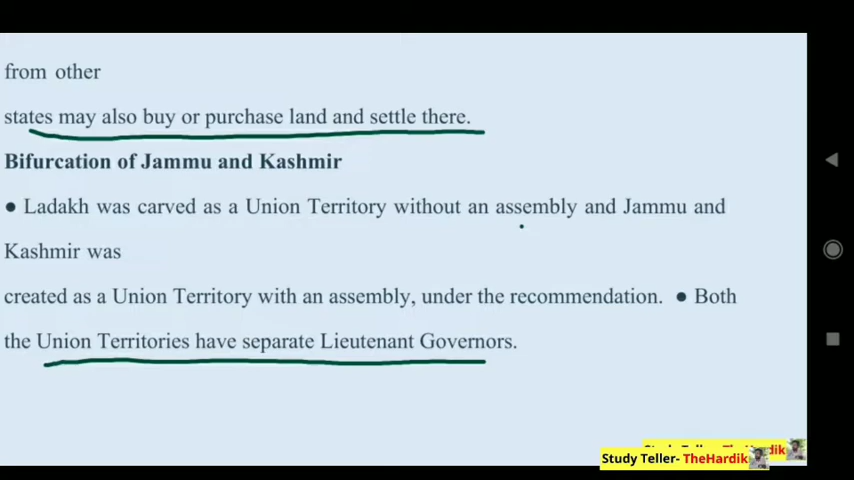 from other
states may also buy or purchase land and settle there.
Bifurcation of Jammu and Kashmir
● Ladakh was carved as a Union Territory without an assembly and Jammu and
Kashmir was
created as a Union Territory with an assembly, under the recommendation. ● Both
the Union Territories have separate Lieutenant Governors.
Study Teller- TheHardik